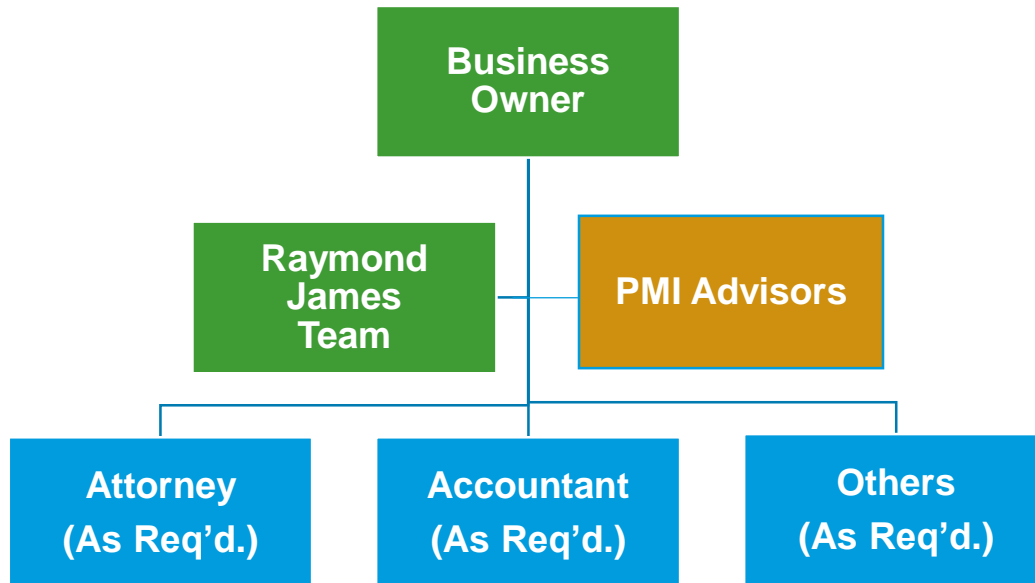 Business
Owner
Raymond
James
Team
PMI Advisors
Attorney
(As Req’d.)
Accountant
(As Req’d.)
Others
(As Req’d.)